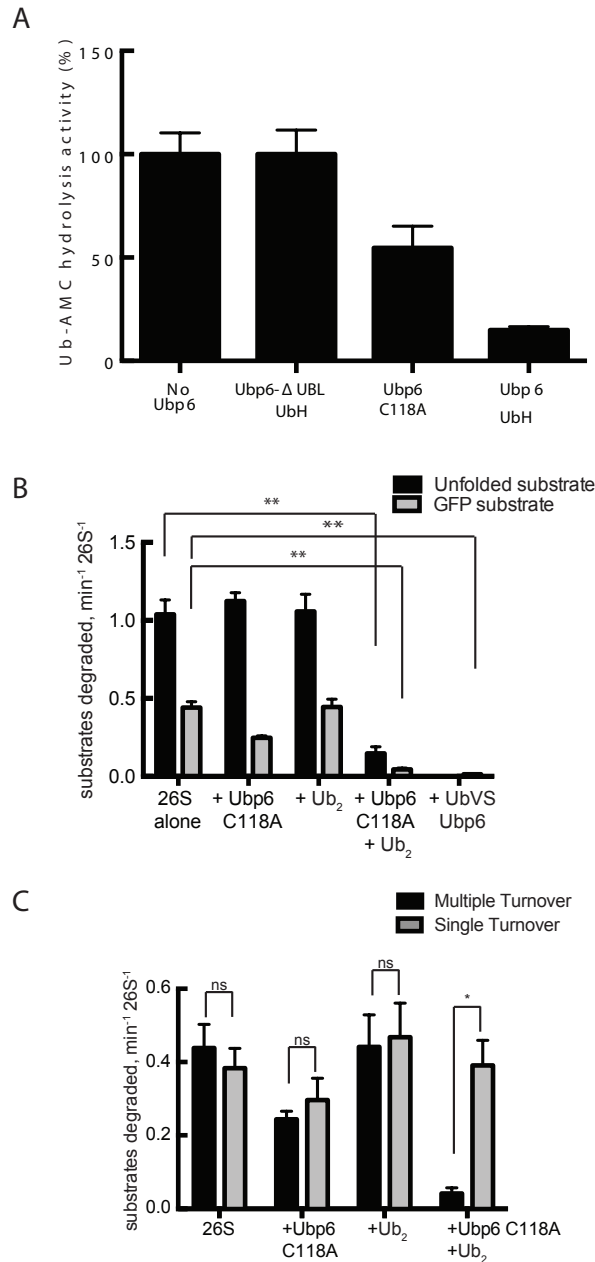 A
Ub-AMC hydrolysis activity (%)
150
100
50
0
No
Ubp6
Ubp6-Δ UBL
UbH
Ubp6
C118A
Ubp 6
UbH
B
Unfolded substrate
GFP substrate
**
**
**
substrates degraded, min⁻¹ 26S⁻¹
1.5
1.0
0.5
0.0
26S
alone
+ Ubp6
C118A
+ Ub₂
+ Ubp6
C118A
+ Ub₂
+ UbVS
Ubp6
C
Multiple Turnover
Single Turnover
substrates degraded, min⁻¹ 26S⁻¹
0.6
0.4
0.2
0.0
ns
ns
ns
*
26S
+Ubp6
C118A
+Ub₂
+Ubp6 C118A
+Ub₂